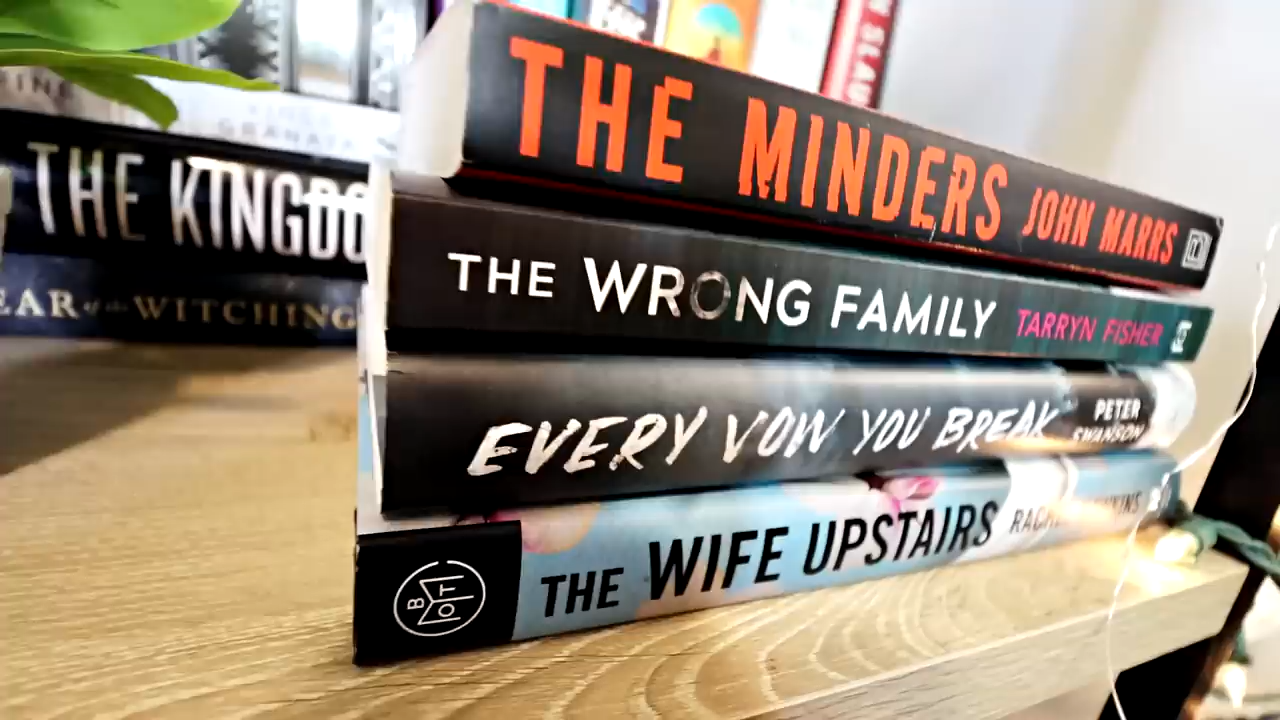 THE MINDERS JOHN MARRS
THE WRONG FAMILY TARRYN FISHER
EVERY VOW YOU BREAK PETER SWANSON
THE WIFE UPSTAIRS
BOTT
THE KINGDO
EAR of the WITCHING